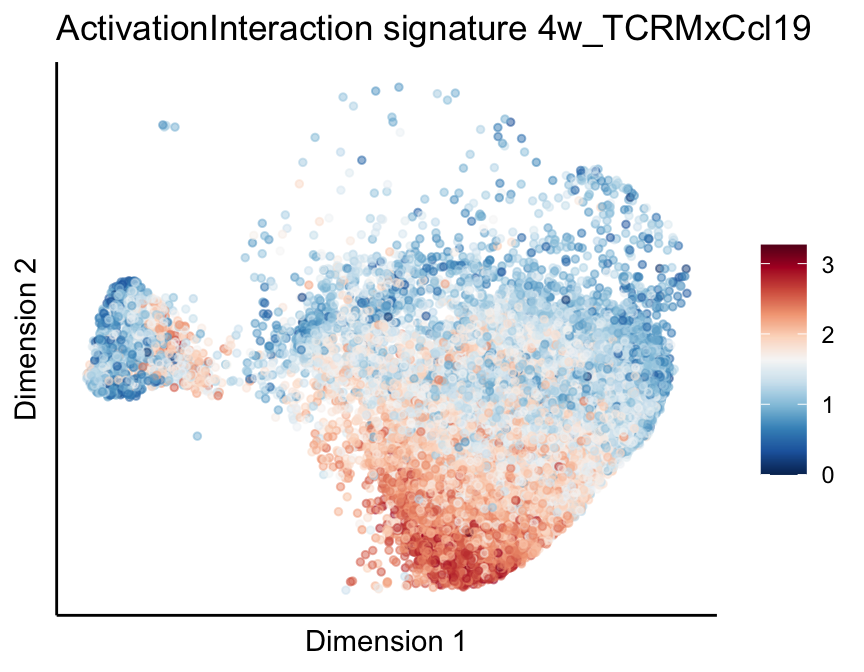 ActivationInteraction signature 4w_TCRMxCcl19
Dimension 2
3
2
1
0
Dimension 1